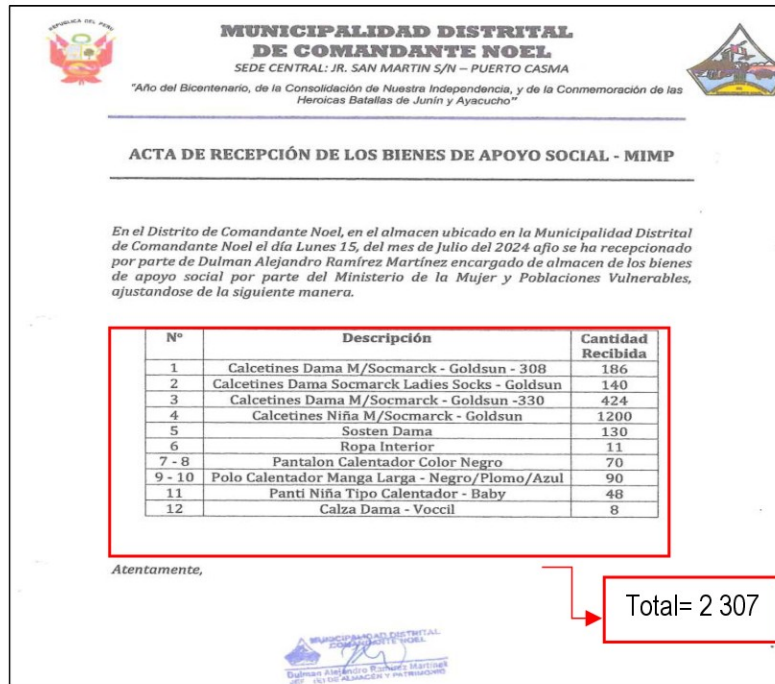 REPUBLICA DEL PERU
MUNICIPALIDAD DISTRITAL
DE COMANDANTE NOEL
SEDE CENTRAL: JR. SAN MARTIN S/N – PUERTO CASMA
"Año del Bicentenario, de la Consolidación de Nuestra Independencia, y de la Conmemoración de las
Heroicas Batallas de Junín y Ayacucho"
ACTA DE RECEPCIÓN DE LOS BIENES DE APOYO SOCIAL - MIMP
En el Distrito de Comandante Noel, en el almacen ubicado en la Municipalidad Distrital
de Comandante Noel el día Lunes 15, del mes de Julio del 2024 año se ha recepcionado
por parte de Dulman Alejandro Ramírez Martínez encargado de almacen de los bienes
de apoyo social por parte del Ministerio de la Mujer y Poblaciones Vulnerables,
ajustandose de la siguiente manera.
N° Descripción Cantidad Recibida
1 Calcetines Dama M/Socmarck - Goldsun - 308 186
2 Calcetines Dama Socmarck Ladies Socks - Goldsun 140
3 Calcetines Dama M/Socmarck - Goldsun -330 424
4 Calcetines Niña M/Socmarck - Goldsun 1200
5 Sosten Dama 130
6 Ropa Interior 11
7 - 8 Pantalon Calentador Color Negro 70
9 - 10 Polo Calentador Manga Larga - Negro/Plomo/Azul 90
11 Panti Niña Tipo Calentador - Baby 48
12 Calza Dama - Voccil 8
Atentamente,
Total= 2 307
MUNICIPALIDAD DISTRITAL
COMANDANTE NOEL
Dulman Alejandro Ramírez Martínez
JEFE (E) DE ALMACÉN Y PATRIMONIO